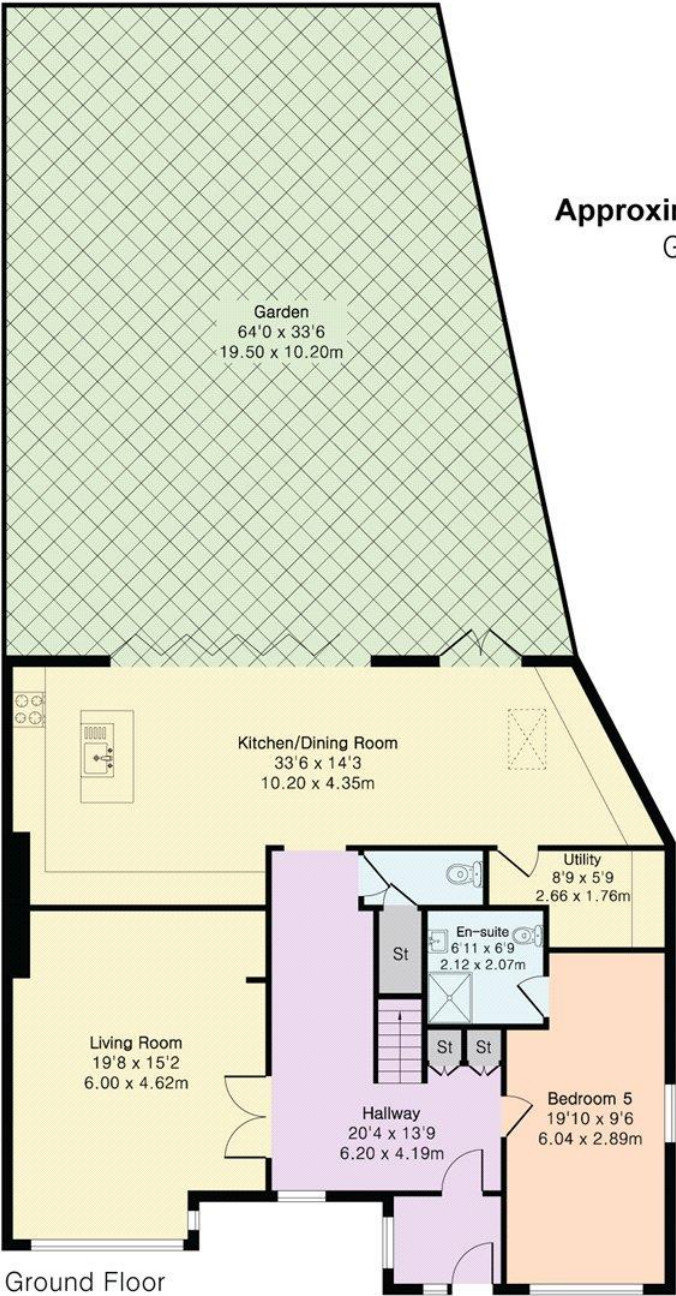 Approxi
G
Garden
64'0 x 33'6
19.50 x 10.20m
Kitchen/Dining Room
33'6 x 14'3
10.20 x 4.35m
Utility
8'9 x 5'9
2.66 x 1.76m
En-suite
6'11 x 6'9
2.12 x 2.07m
St
Living Room
19'8 x 15'2
6.00 x 4.62m
St
St
Bedroom 5
19'10 x 9'6
6.04 x 2.89m
Hallway
20'4 x 13'9
6.20 x 4.19m
Ground Floor